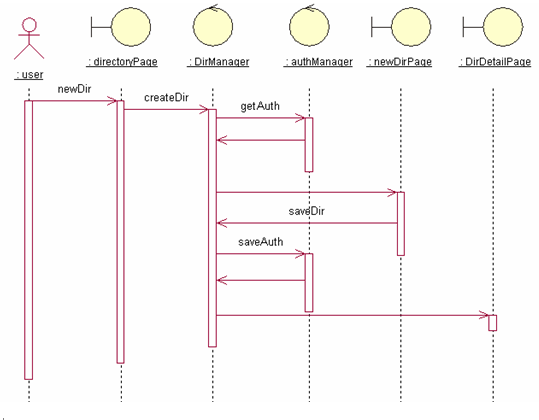 : user
: directoryPage
: DirManager
: authManager
: newDirPage
: DirDetailPage
newDir
createDir
getAuth
saveDir
saveAuth